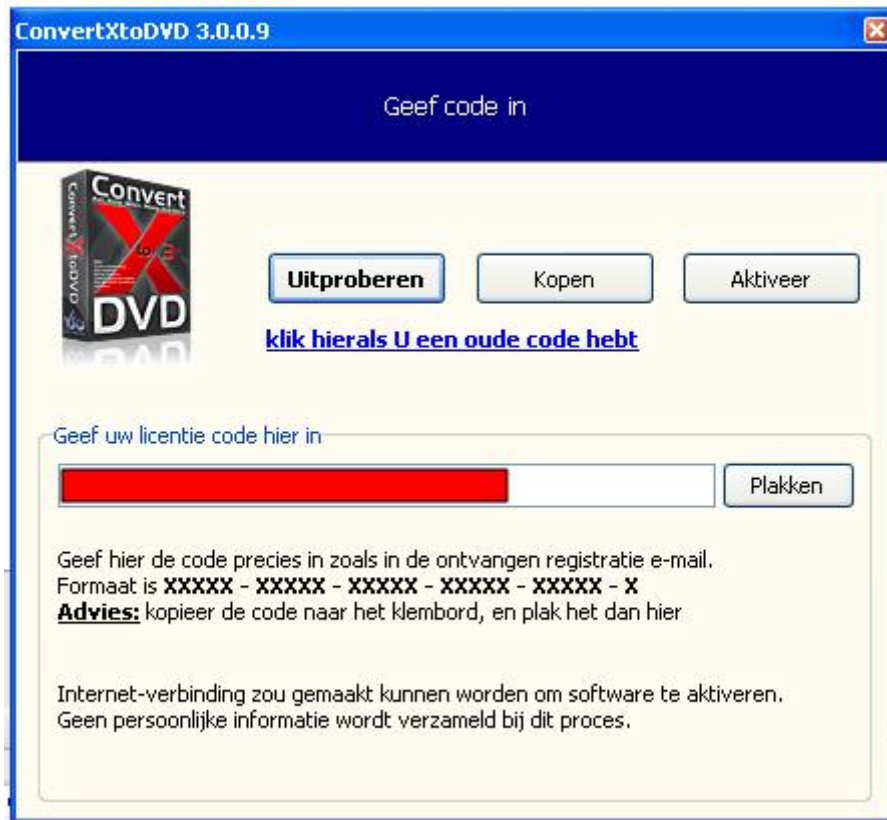 ConvertXtoDVD 3.0.0.9
Geef code in
Convert
X
to
DVD
ConvertXtoDVD
Uitproberen
Kopen
Aktiveer
klik hierals U een oude code hebt
Geef uw licentie code hier in
Plakken
Geef hier de code precies in zoals in de ontvangen registratie e-mail.
Formaat is XXXXX - XXXXX - XXXXX - XXXXX - XXXXX - X
Advies: kopieer de code naar het klembord, en plak het dan hier
Internet-verbinding zou gemaakt kunnen worden om software te aktiveren.
Geen persoonlijke informatie wordt verzameld bij dit proces.